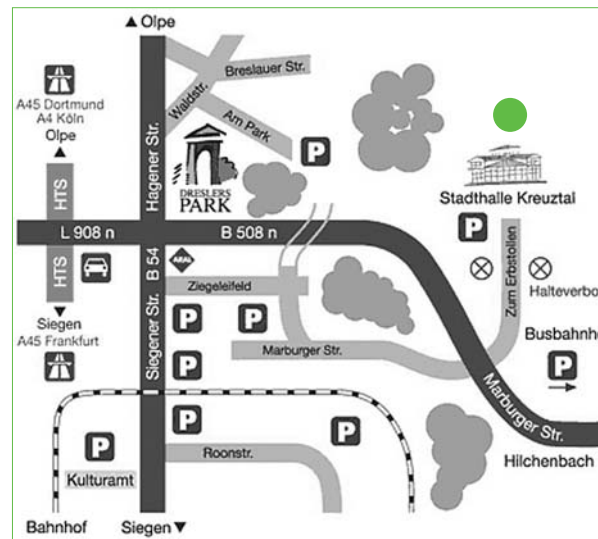 ▲ Olpe
Breslauer Str.
Waldstr.
Am Park
P
A45 Dortmund
A4 Köln
Olpe
▲
Hagener Str.
DRESLERS
PARK
Stadthalle Kreuztal
P
HTS
L 908 n
B 508 n
HTS
B 54
ARAL
Ziegeleifeld
Zum Erbstollen
Halteverbo
▼
Siegen
A45 Frankfurt
Siegener Str.
P
P
Marburger Str.
Busbahnho
P
P
Marburger Str.
P
P
P
Roonstr.
Kulturamt
Hilchenbach
Bahnhof
Siegen ▼